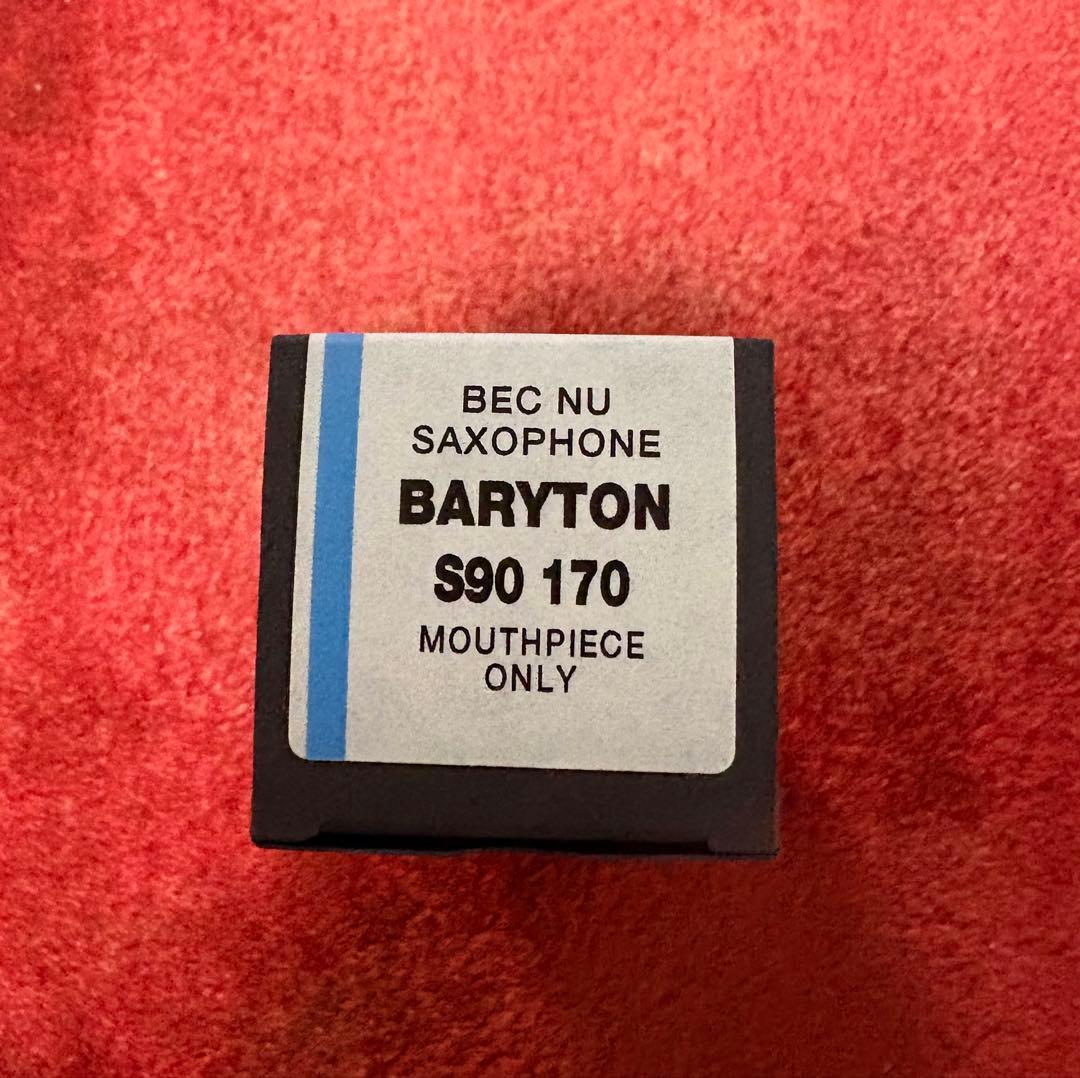 BEC NU
SAXOPHONE
BARYTON
S90 170
MOUTHPIECE
ONLY